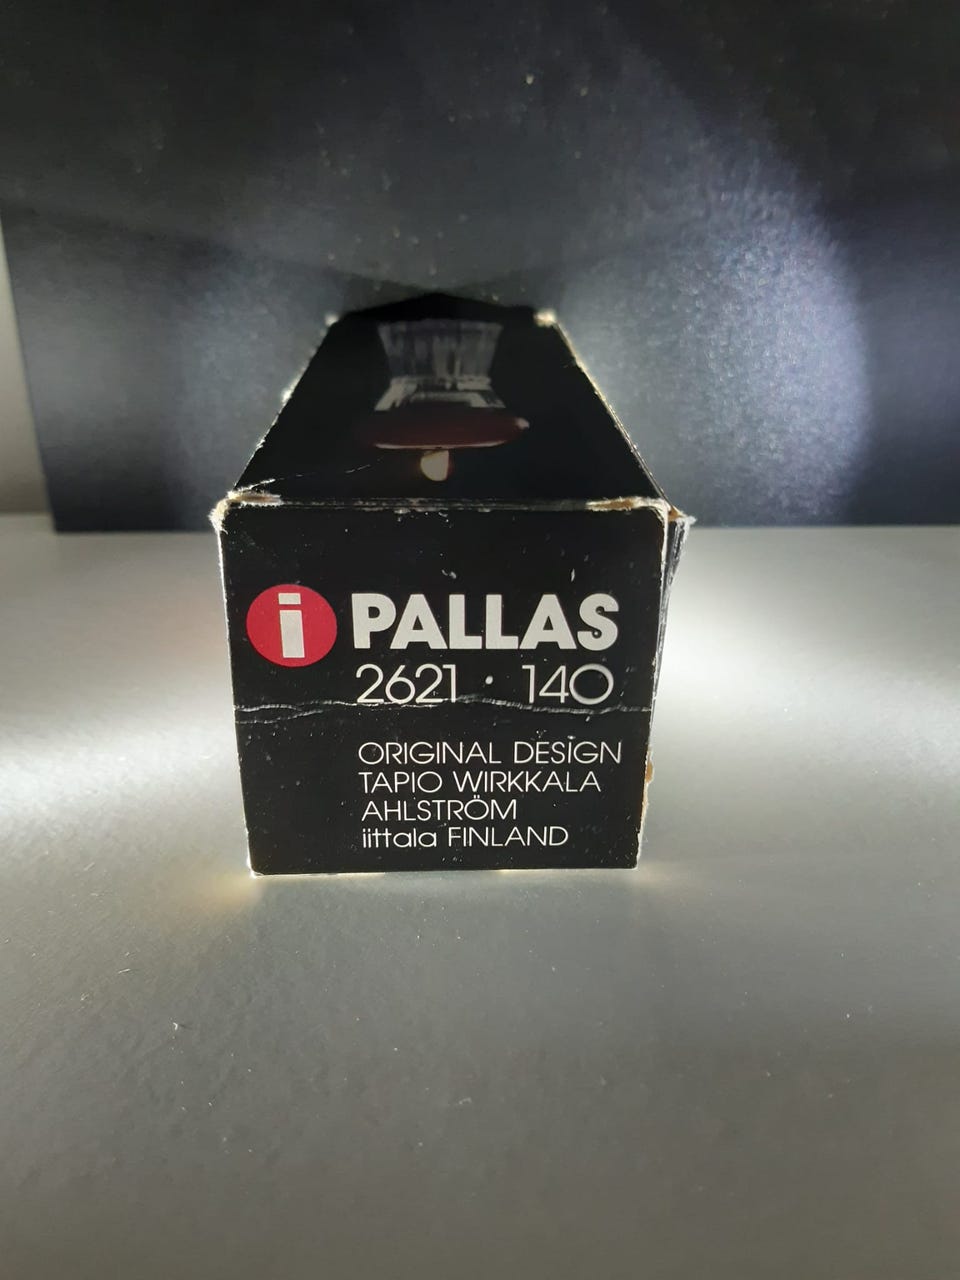 i PALLAS
2621 · 140
ORIGINAL DESIGN
TAPIO WIRKKALA
AHLSTRÖM
iittala FINLAND